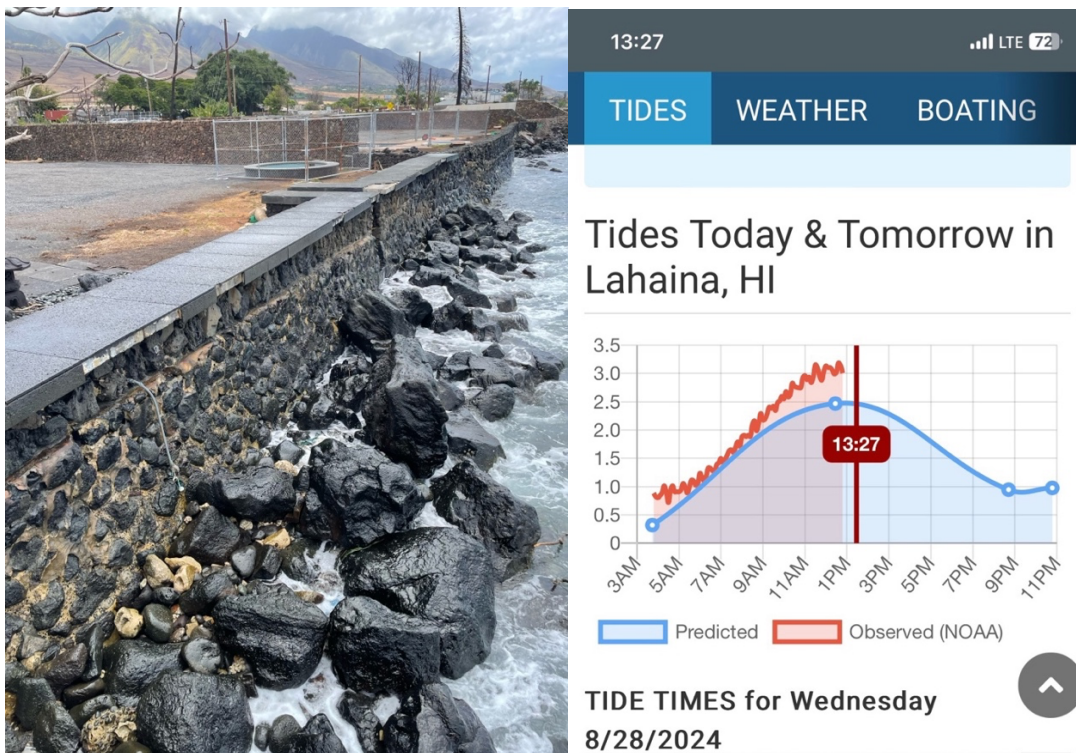 13:27
LTE 72
TIDES WEATHER BOATING
Tides Today & Tomorrow in
Lahaina, HI
3.5
3.0
2.5
2.0
1.5
1.0
0.5
0
13:27
3AM 5AM 7AM 9AM 11AM 1PM 3PM 5PM 7PM 9PM 11PM
Predicted Observed (NOAA)
TIDE TIMES for Wednesday
8/28/2024